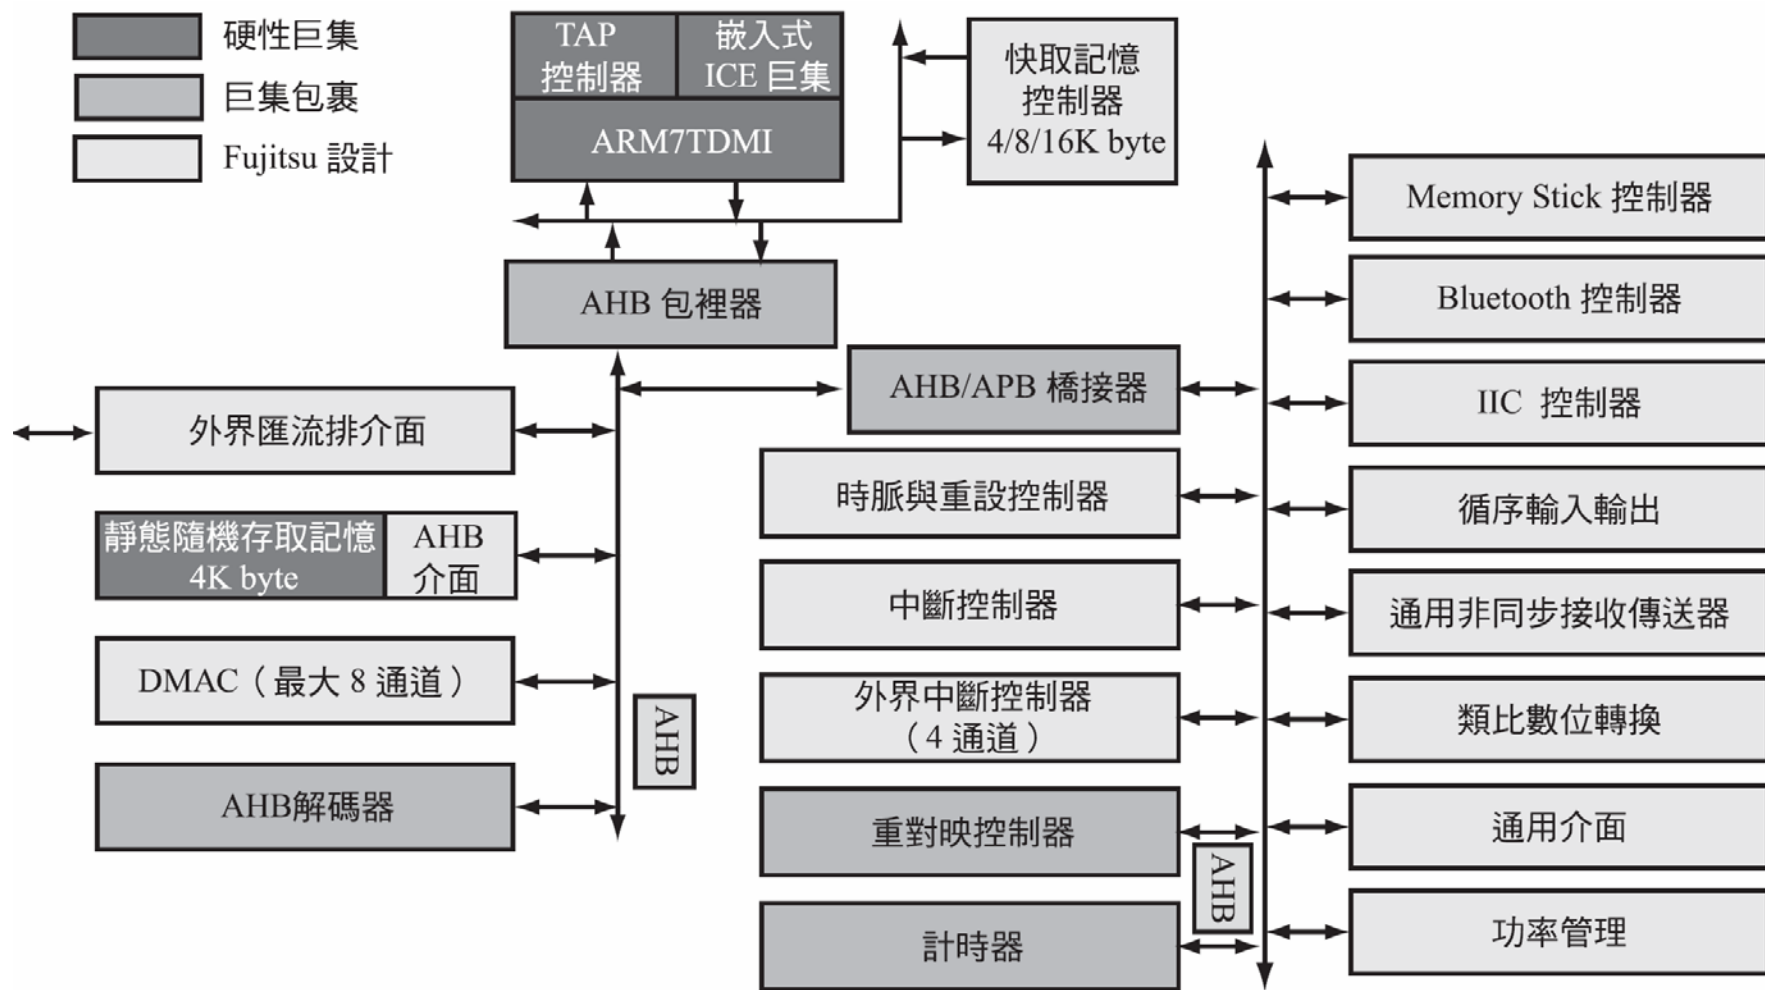 硬性巨集
巨集包裹
Fujitsu 設計
TAP
控制器
嵌入式
ICE 巨集
ARM7TDMI
快取記憶
控制器
4/8/16K byte
AHB 包裡器
AHB/APB 橋接器
外界匯流排介面
靜態隨機存取記憶
4K byte
AHB
介面
DMAC（最大 8 通道）
AHB解碼器
AHB
時脈與重設控制器
中斷控制器
外界中斷控制器
（4 通道）
重對映控制器
計時器
AHB
Memory Stick 控制器
Bluetooth 控制器
IIC 控制器
循序輸入輸出
通用非同步接收傳送器
類比數位轉換
通用介面
功率管理